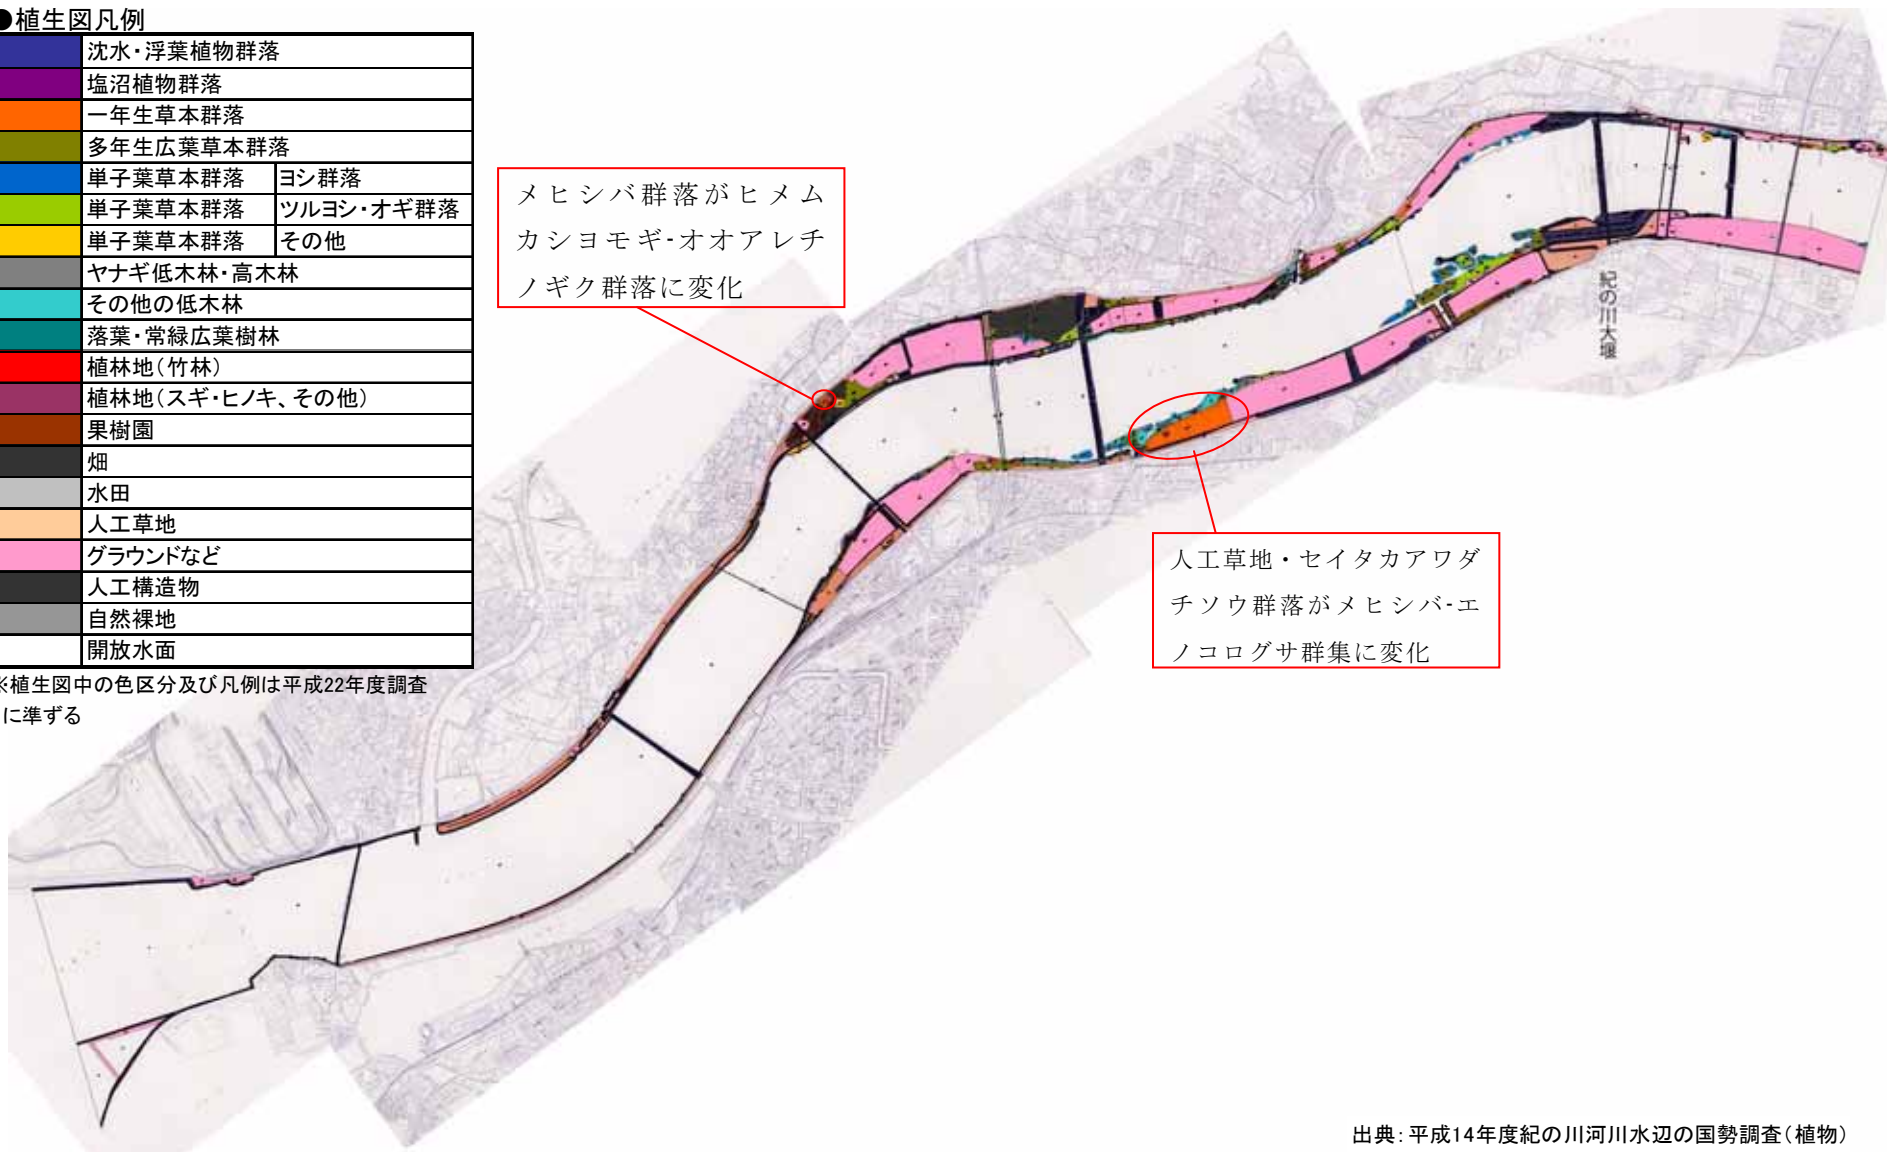 ●植生図凡例
沈水・浮葉植物群落
塩沼植物群落
一年生草本群落
多年生広葉草本群落
単子葉草本群落 ヨシ群落
単子葉草本群落 ツルヨシ・オギ群落
単子葉草本群落 その他
ヤナギ低木林・高木林
その他の低木林
落葉・常緑広葉樹林
植林地(竹林)
植林地(スギ・ヒノキ、その他)
果樹園
畑
水田
人工草地
グラウンドなど
人工構造物
自然裸地
開放水面
※植生図中の色区分及び凡例は平成22年度調査
に準ずる
メヒシバ群落がヒメム
カシヨモギ-オオアレチ
ノギク群落に変化
紀の川大堰
人工草地・セイタカアワダ
チソウ群落がメヒシバ-エ
ノコログサ群集に変化
出典:平成14年度紀の川河川水辺の国勢調査(植物)